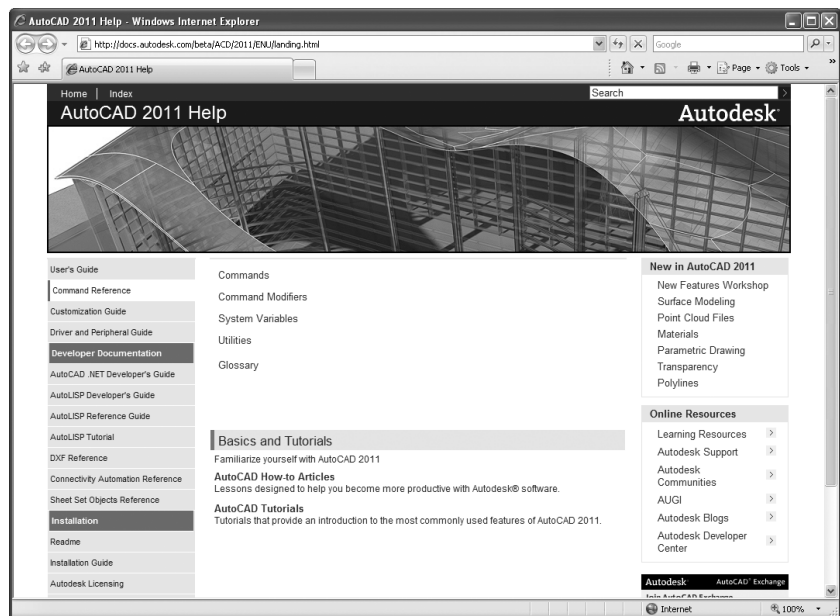 AutoCAD 2011 Help - Windows Internet Explorer
http://docs.autodesk.com/beta/ACD/2011/ENU/landing.html
Google
AutoCAD 2011 Help
Page
Tools
Home | Index
Search
AutoCAD 2011 Help
Autodesk
User's Guide
Command Reference
Customization Guide
Driver and Peripheral Guide
Developer Documentation
AutoCAD .NET Developer's Guide
AutoLISP Developer's Guide
AutoLISP Reference Guide
AutoLISP Tutorial
DXF Reference
Connectivity Automation Reference
Sheet Set Objects Reference
Installation
Readme
Installation Guide
Autodesk Licensing
Commands
Command Modifiers
System Variables
Utilities
Glossary
Basics and Tutorials
Familiarize yourself with AutoCAD 2011
AutoCAD How-to Articles
Lessons designed to help you become more productive with Autodesk® software.
AutoCAD Tutorials
Tutorials that provide an introduction to the most commonly used features of AutoCAD 2011.
New in AutoCAD 2011
New Features Workshop
Surface Modeling
Point Cloud Files
Materials
Parametric Drawing
Transparency
Polylines
Online Resources
Learning Resources
Autodesk Support
Autodesk
Communities
AUGI
Autodesk Blogs
Autodesk Developer
Center
Autodesk
AutoCAD® Exchange
Join AutoCAD Exchange
Internet
100%